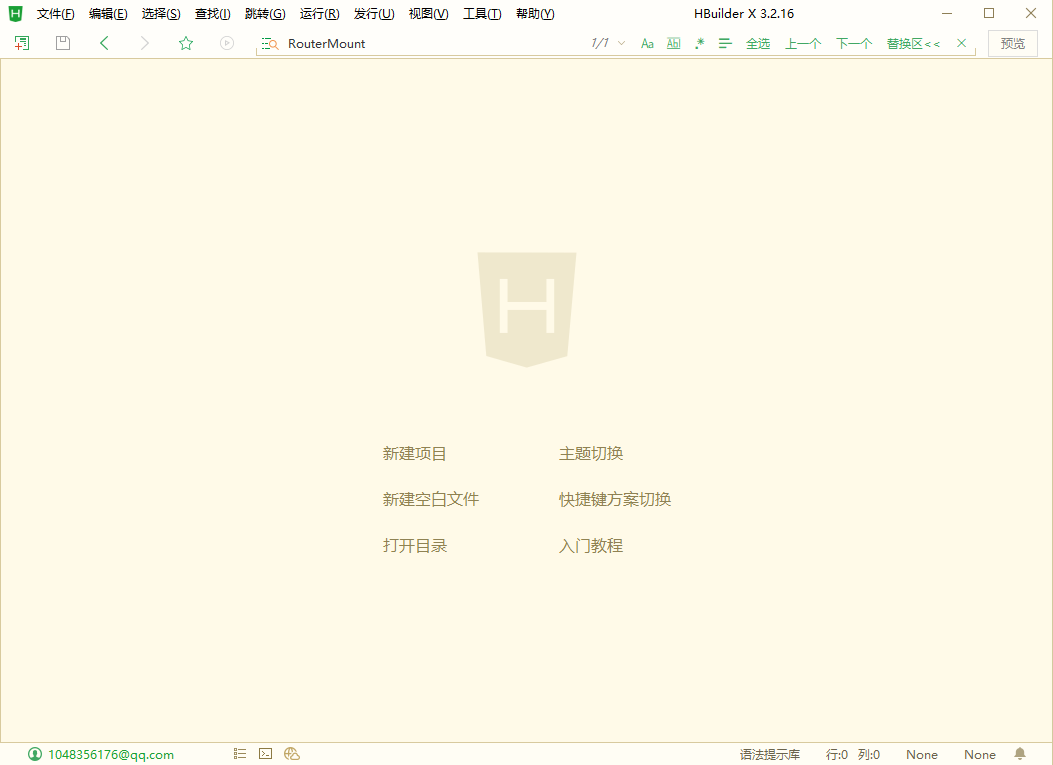 文件(F) 编辑(E) 选择(S) 查找(I) 跳转(G) 运行(R) 发行(U) 视图(V) 工具(T) 帮助(Y) HBuilder X 3.2.16
RouterMount 1/1 Aa Ab .* 全选 上一个 下一个 替换区<< 预览
H
新建项目 主题切换
新建空白文件 快捷键方案切换
打开目录 入门教程
1048356176@qq.com 语法提示库 行:0 列:0 None None